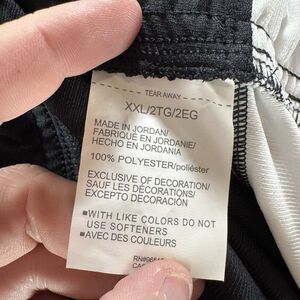 TEAR AWAY
XXL/2TG/2EG
MADE IN JORDAN/
FABRIQUÉ EN JORDANIE/
HECHO EN JORDANIA
100% POLYESTER/poliéster
EXCLUSIVE OF DECORATION/
SAUF LES DÉCORATIONS/
EXCEPTO DECORACIÓN
■WITH LIKE COLORS DO NOT
USE SOFTENERS
■AVEC DES COULEURS